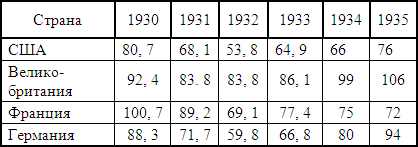 Страна 1930 1931 1932 1933 1934 1935
США 80, 7 68, 1 53, 8 64, 9 66 76
Велико-
британия 92, 4 83. 8 83, 8 86, 1 99 106
Франция 100, 7 89, 2 69, 1 77, 4 75 72
Германия 88, 3 71, 7 59, 8 66, 8 80 94